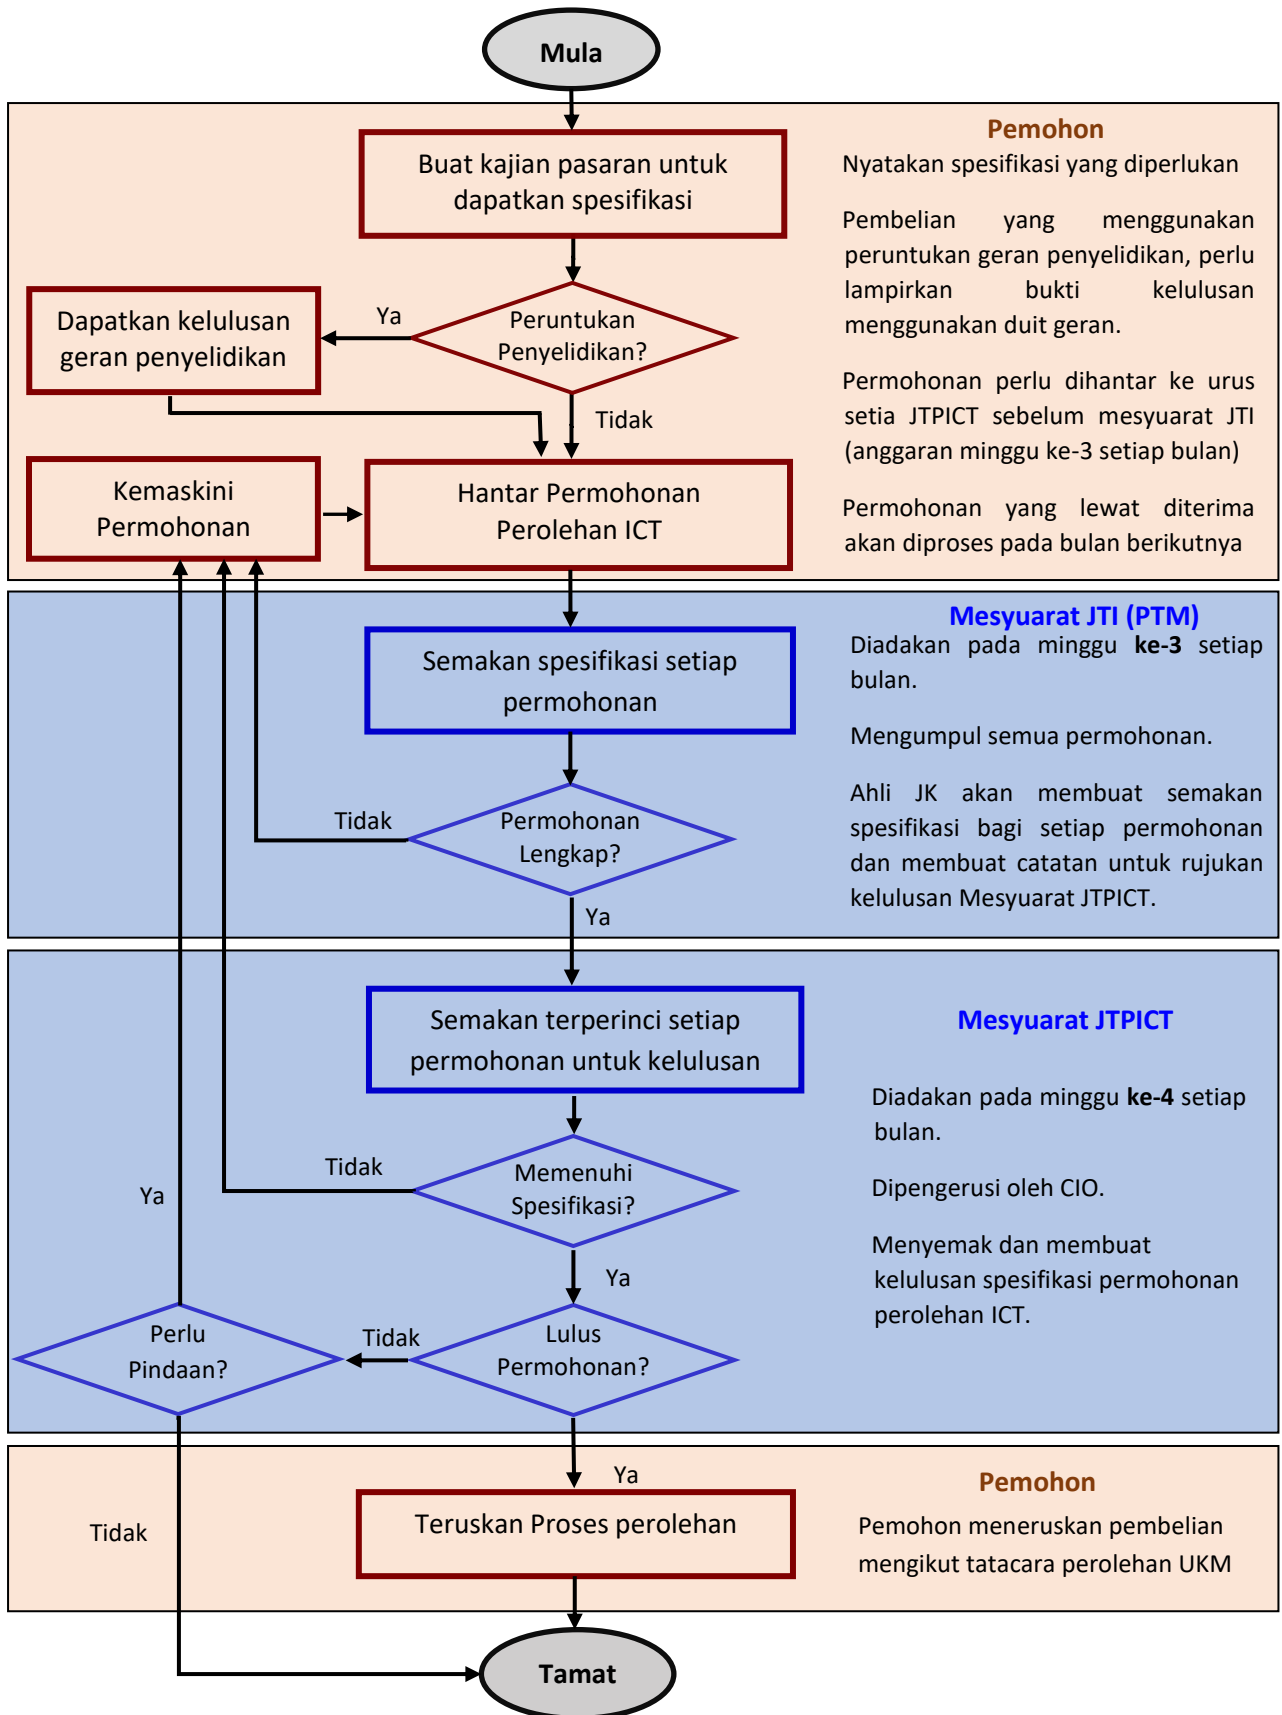 Mula
Pemohon
Buat kajian pasaran untuk
dapatkan spesifikasi
Nyatakan spesifikasi yang diperlukan
Pembelian yang menggunakan
peruntukan geran penyelidikan, perlu
lampirkan bukti kelulusan
menggunakan duit geran.
Dapatkan kelulusan
geran penyelidikan
Ya
Peruntukan
Penyelidikan?
Tidak
Permohonan perlu dihantar ke urus
setia JTPICT sebelum mesyuarat JTI
(anggaran minggu ke-3 setiap bulan)
Kemaskini
Permohonan
Hantar Permohonan
Perolehan ICT
Permohonan yang lewat diterima
akan diproses pada bulan berikutnya
Mesyuarat JTI (PTM)
Semakan spesifikasi setiap
permohonan
Diadakan pada minggu ke-3 setiap
bulan.
Mengumpul semua permohonan.
Ahli JK akan membuat semakan
spesifikasi bagi setiap permohonan
dan membuat catatan untuk rujukan
kelulusan Mesyuarat JTPICT.
Tidak
Permohonan
Lengkap?
Ya
Semakan terperinci setiap
permohonan untuk kelulusan
Mesyuarat JTPICT
Diadakan pada minggu ke-4 setiap
bulan.
Dipengerusi oleh CIO.
Menyemak dan membuat
kelulusan spesifikasi permohonan
perolehan ICT.
Tidak
Memenuhi
Spesifikasi?
Ya
Ya
Perlu
Pindaan?
Tidak
Lulus
Permohonan?
Ya
Pemohon
Tidak
Teruskan Proses perolehan
Pemohon meneruskan pembelian
mengikut tatacara perolehan UKM
Tamat